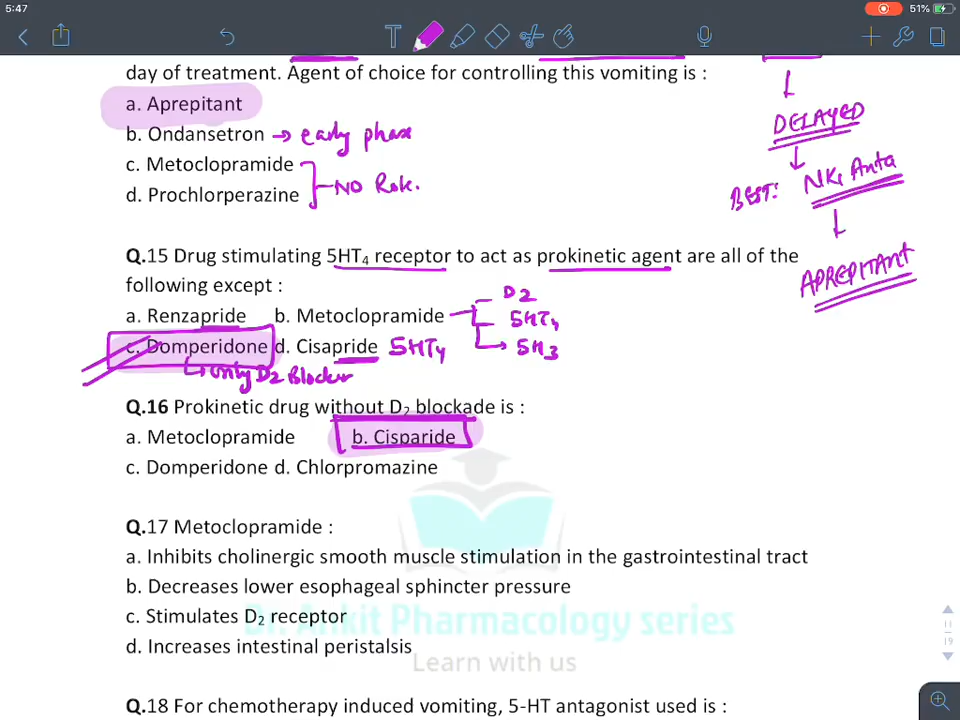 5:47
51%
T
day of treatment. Agent of choice for controlling this vomiting is :
a. Aprepitant
b. Ondansetron → early phase
c. Metoclopramide
d. Prochlorperazine
NO Role.
DELAYED
BEST: NK1 Anta
APREPITANT
Q.15 Drug stimulating 5HT₄ receptor to act as prokinetic agent are all of the
following except :
a. Renzapride b. Metoclopramide
D2
5HT4
5H3
c. Domperidone d. Cisapride 5HT4
only D2 Blocker
Q.16 Prokinetic drug without D₂ blockade is :
a. Metoclopramide b. Cisparide
c. Domperidone d. Chlorpromazine
Q.17 Metoclopramide :
a. Inhibits cholinergic smooth muscle stimulation in the gastrointestinal tract
b. Decreases lower esophageal sphincter pressure
c. Stimulates D₂ receptor
d. Increases intestinal peristalsis
Dr. Ankit Pharmacology series
Learn with us
Q.18 For chemotherapy induced vomiting, 5-HT antagonist used is :
11
19